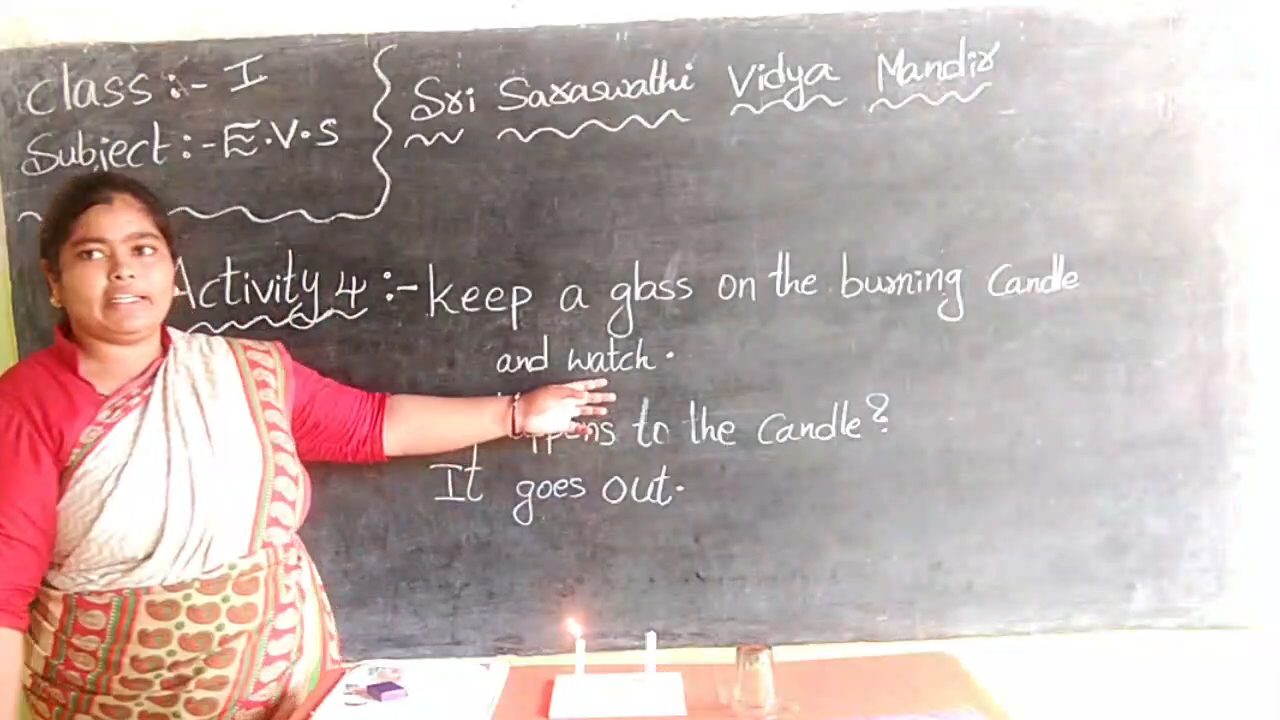 Class :- I
Subject :- E.V.S
Sri Saraswathi Vidya Mandir
Activity 4 :- keep a glass on the burning Candle
and watch.
to the Candle?
It goes out.